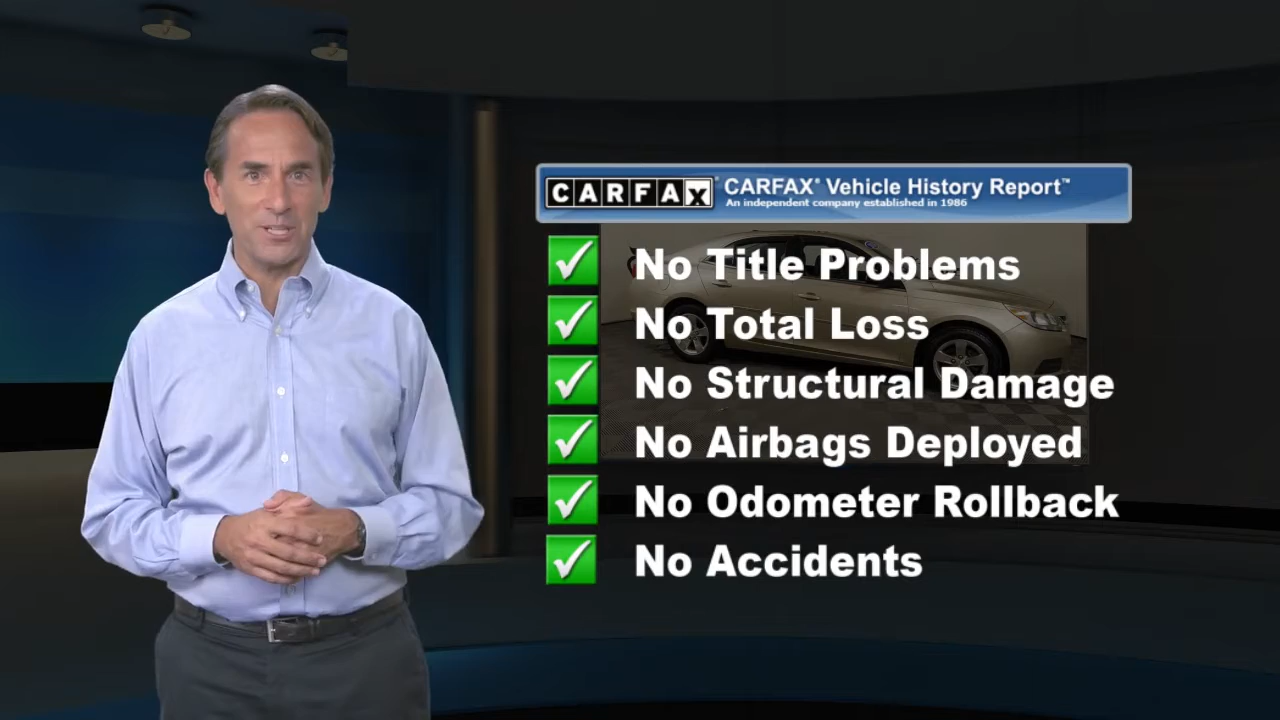 CARFAX® CARFAX® Vehicle History Report™
An independent company established in 1986
No Title Problems
No Total Loss
No Structural Damage
No Airbags Deployed
No Odometer Rollback
No Accidents